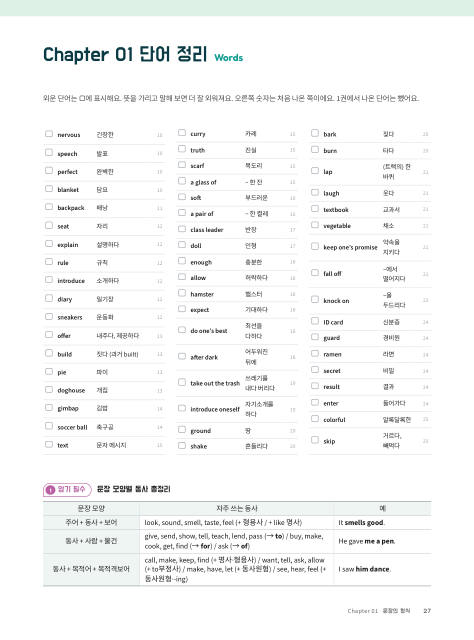 Chapter 01 단어 정리 Words
외운 단어는 □에 표시해요. 뜻을 가리고 말해 보면 더 잘 외워져요. 오른쪽 숫자는 처음 나온 쪽이에요. 1권에서 나온 단어는 뺐어요.
nervous 긴장한 10
speech 발표 10
perfect 완벽한 10
blanket 담요 10
backpack 배낭 11
seat 자리
explain 설명하다
rule 규칙
introduce 소개하다
diary 일기장
sneakers 운동화
offer 내주다, 제공하다 13
build 짓다 (과거 built) 13
pie 파이 13
doghouse 개집 13
gimbap 김밥 14
soccer ball 축구공 14
text 문자 메시지 15
curry 카레 15
truth 진실 15
scarf 목도리 15
a glass of ~ 한 잔 15
soft 부드러운
a pair of ~ 한 켤레
class leader 반장 17
doll 인형 17
enough 충분한
allow 허락하다 18
hamster 햄스터 18
expect 기대하다
do one's best 최선을
다하다
after dark 어두워진
뒤에
take out the trash 쓰레기를
내다 버리다
introduce oneself 자기소개를
하다
ground 땅 20
shake 흔들리다 20
bark 짖다 20
burn 타다 20
lap (트랙의) 한
바퀴
laugh 웃다 21
textbook 교과서 21
vegetable 채소 21
keep one's promise 약속을
지키다
fall off ~에서
떨어지다
knock on ~을
두드리다
ID card 신분증 24
guard 경비원 24
ramen 라면 24
secret 비밀 24
result 결과 24
enter 들어가다 24
colorful 알록달록한
skip 거르다,
빼먹다
! 암기 필수 문장 모양별 동사 총정리
문장 모양 자주 쓰는 동사 예
주어 + 동사 + 보어 look, sound, smell, taste, feel (+ 형용사 / + like 명사) It smells good.
동사 + 사람 + 물건 give, send, show, tell, teach, lend, pass (→ to) / buy, make,
cook, get, find (→ for) / ask (→ of) He gave me a pen.
동사 + 목적어 + 목적격보어 call, make, keep, find (+ 명사·형용사) / want, tell, ask, allow
(+ to부정사) / make, have, let (+ 동사원형) / see, hear, feel (+
동사원형·-ing) I saw him dance.
Chapter 01 문장의 형식 27